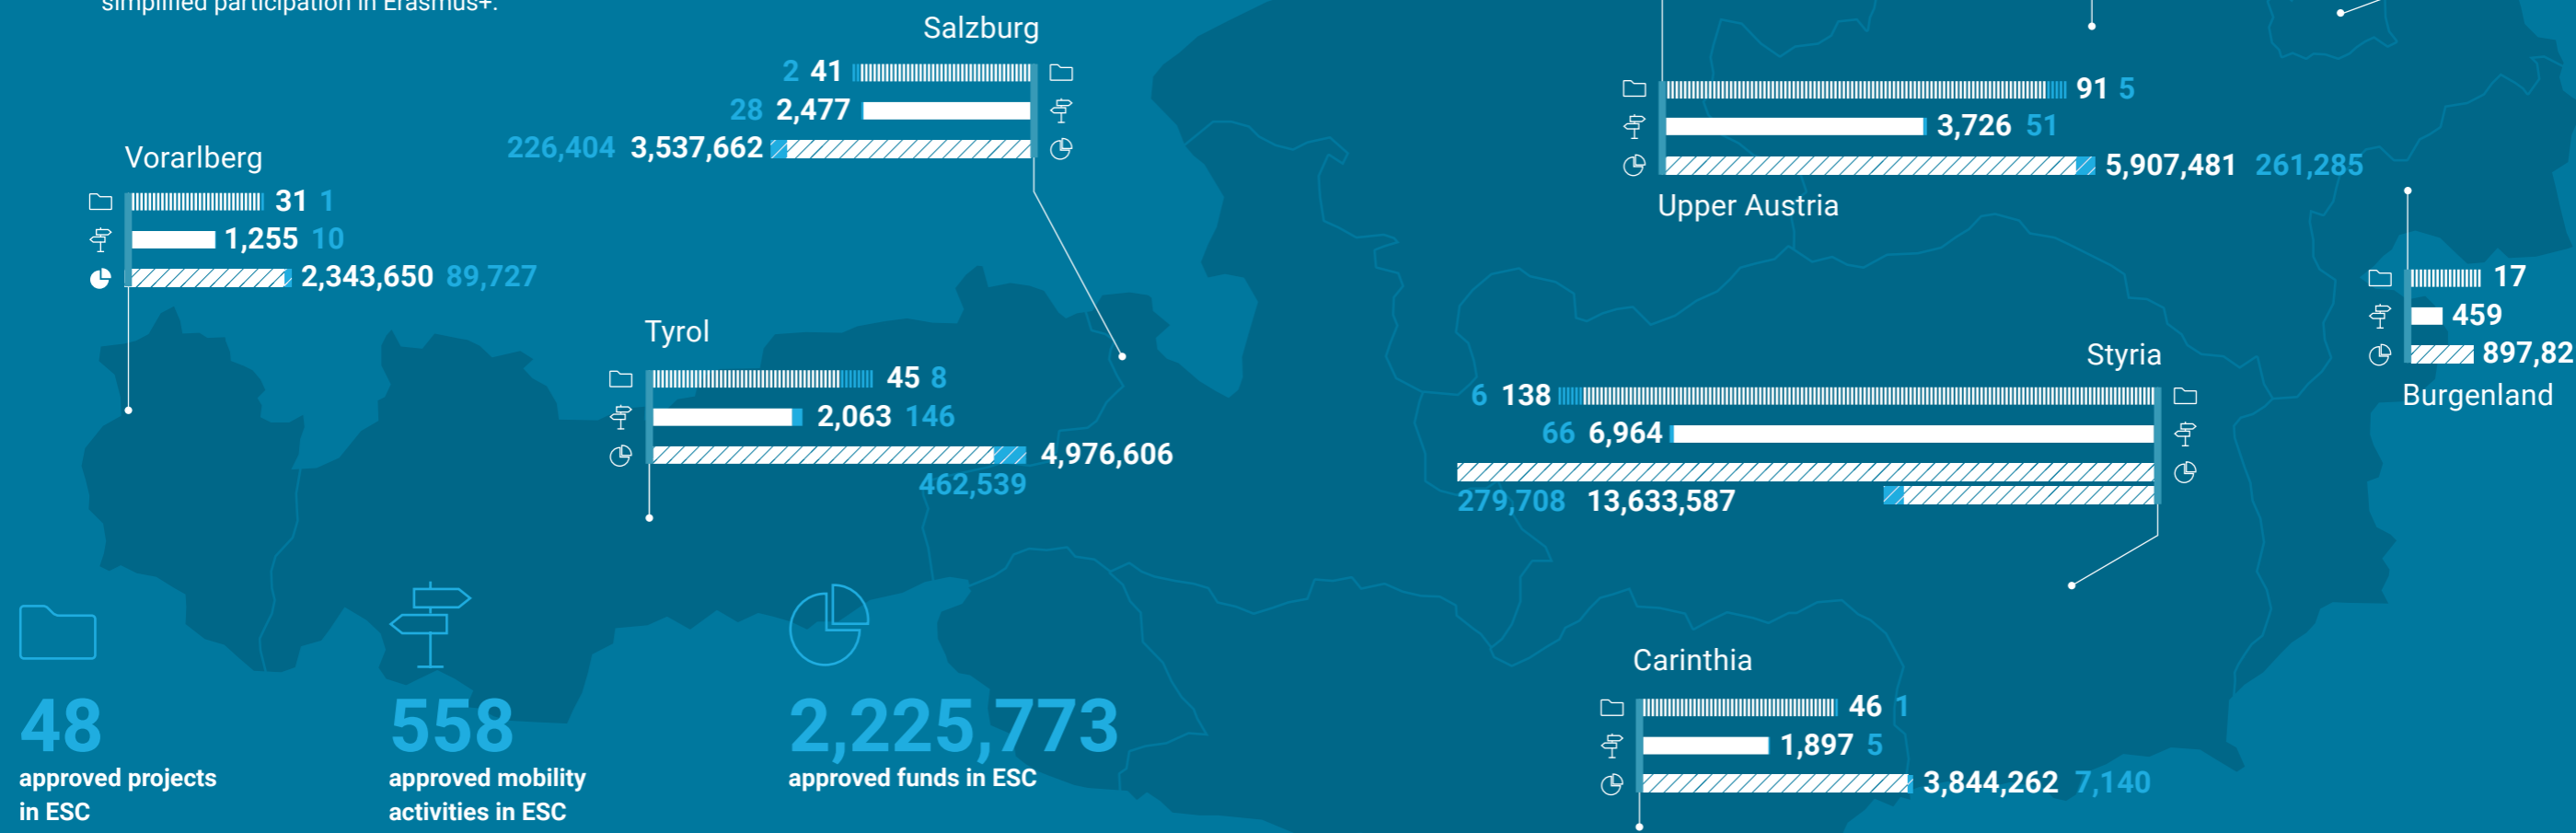 simplified participation in Erasmus+.
Salzburg
2 41
28 2,477
226,404 3,537,662
91 5
3,726 51
5,907,481 261,285
Upper Austria
Vorarlberg
31 1
1,255 10
2,343,650 89,727
17
459
897,82
Burgenland
Tyrol
45 8
2,063 146
4,976,606
462,539
Styria
6 138
66 6,964
279,708 13,633,587
Carinthia
46 1
1,897 5
3,844,262 7,140
48
approved projects
in ESC
558
approved mobility
activities in ESC
2,225,773
approved funds in ESC